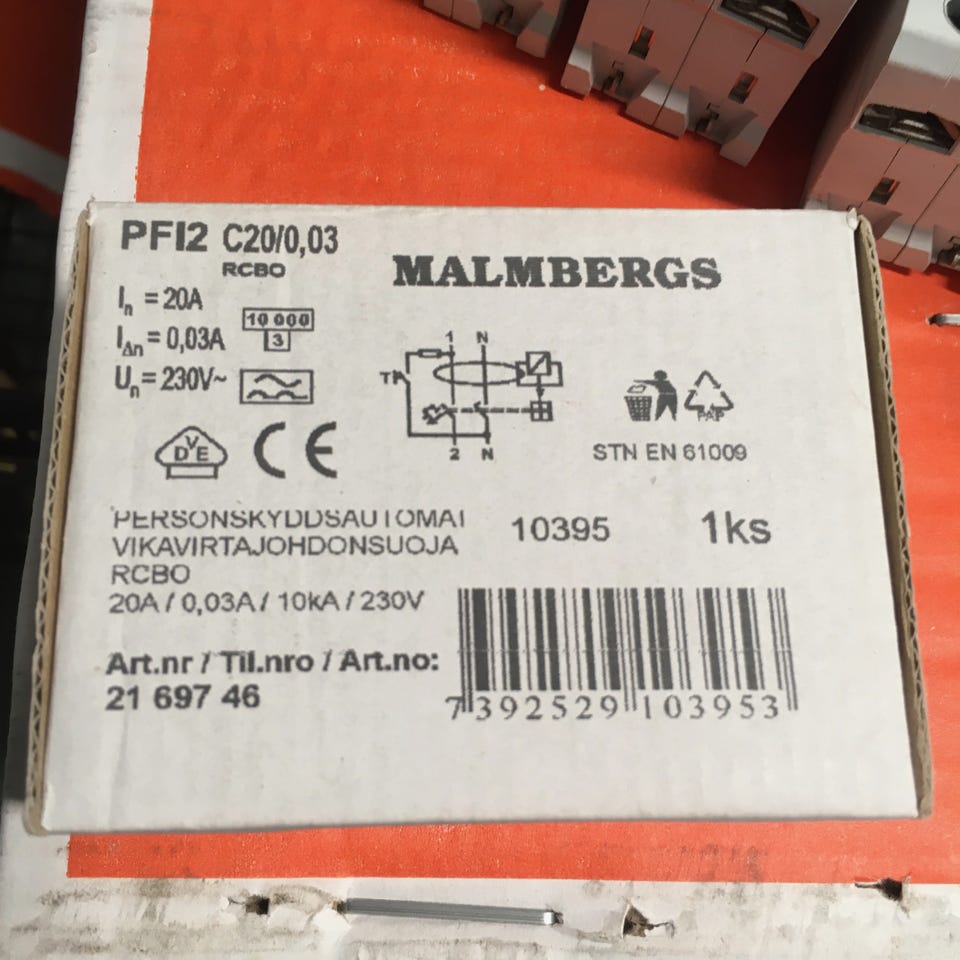 PFI2 C20/0,03
RCBO
MALMBERGS
In = 20A
10 000
3
I∆n = 0,03A
Un = 230V~
1 N
T
2 N
D V E
CE
PAP
STN EN 61009
PERSONSKYDDSAUTOMAT
VIKAVIRTAJOHDONSUOJA
RCBO
20A / 0,03A / 10kA / 230V
10395
1ks
Art.nr / Til.nro / Art.no:
21 697 46
7 392529 103953